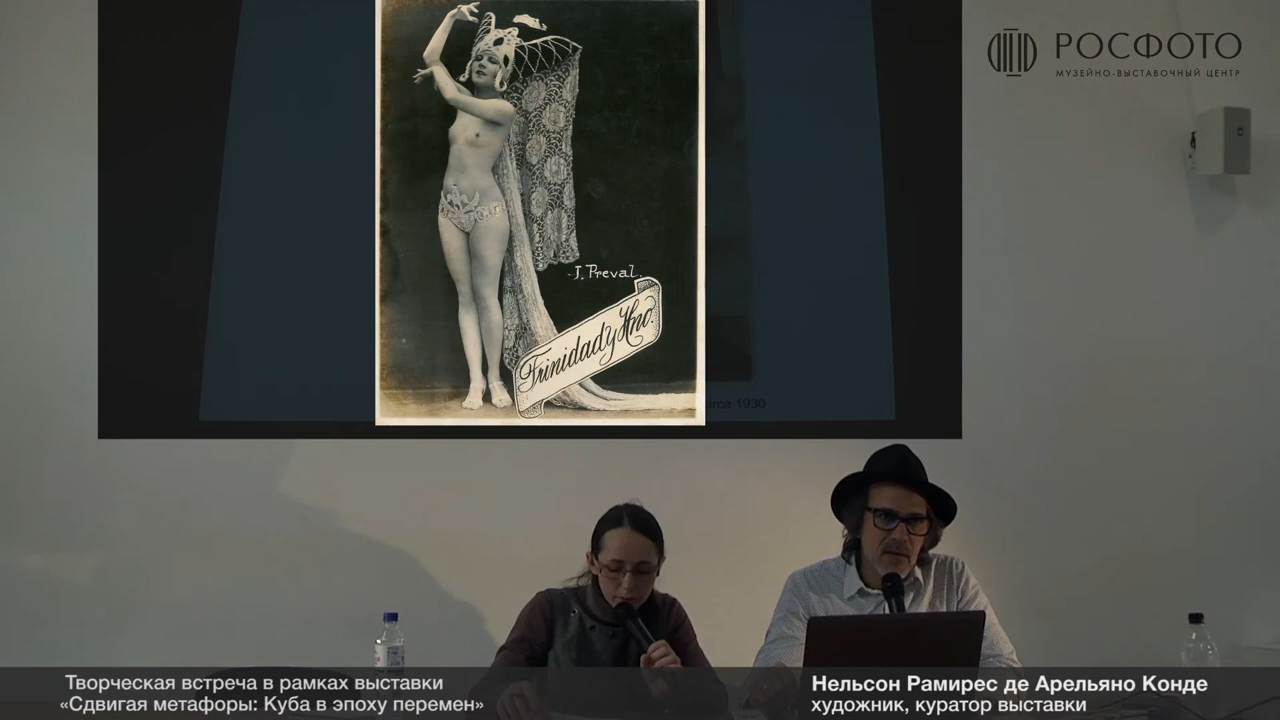 РОСФОТО
МУЗЕЙНО-ВЫСТАВОЧНЫЙ ЦЕНТР
J. Preval.
Trinidad y Hno.
circa 1930
Творческая встреча в рамках выставки
«Сдвигая метафоры: Куба в эпоху перемен»
Нельсон Рамирес де Арельяно Конде
художник, куратор выставки